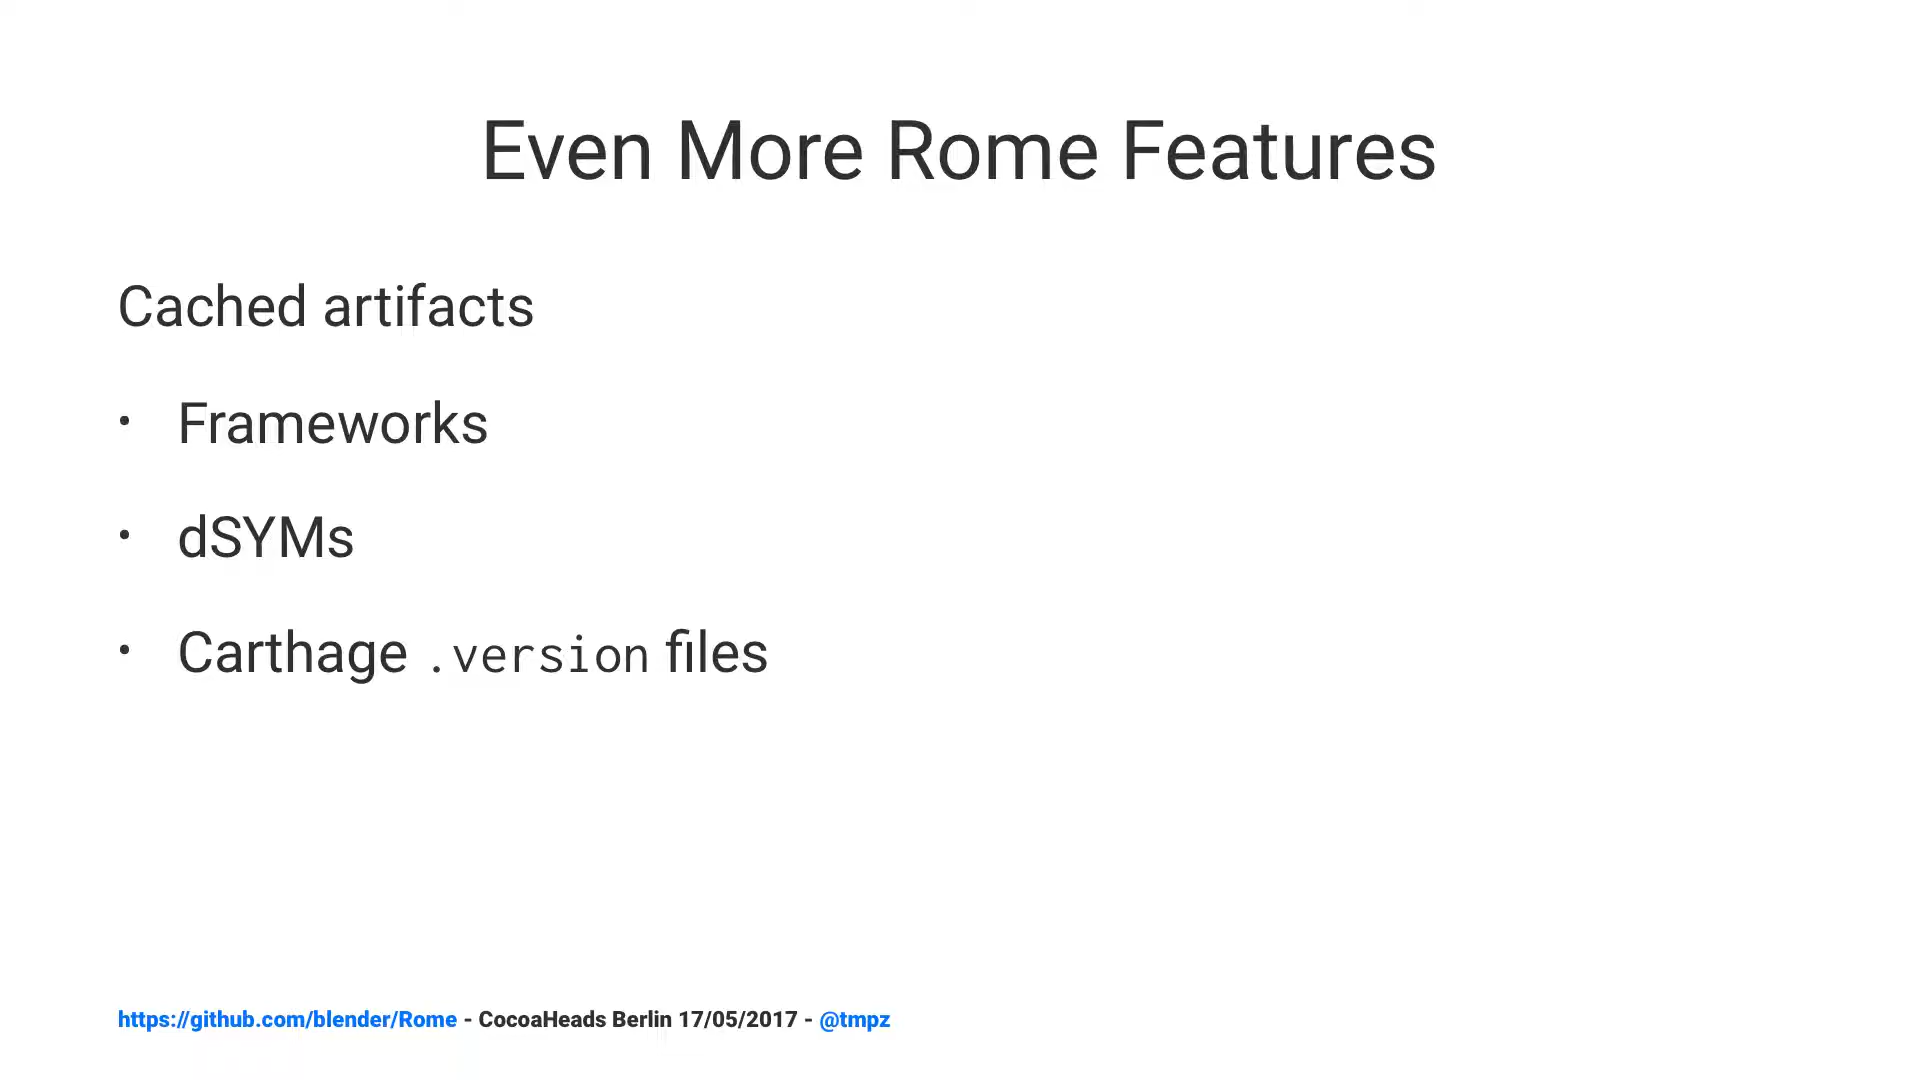 Even More Rome Features
Cached artifacts
• Frameworks
• dSYMs
• Carthage .version files
https://github.com/blender/Rome - CocoaHeads Berlin 17/05/2017 - @tmpz